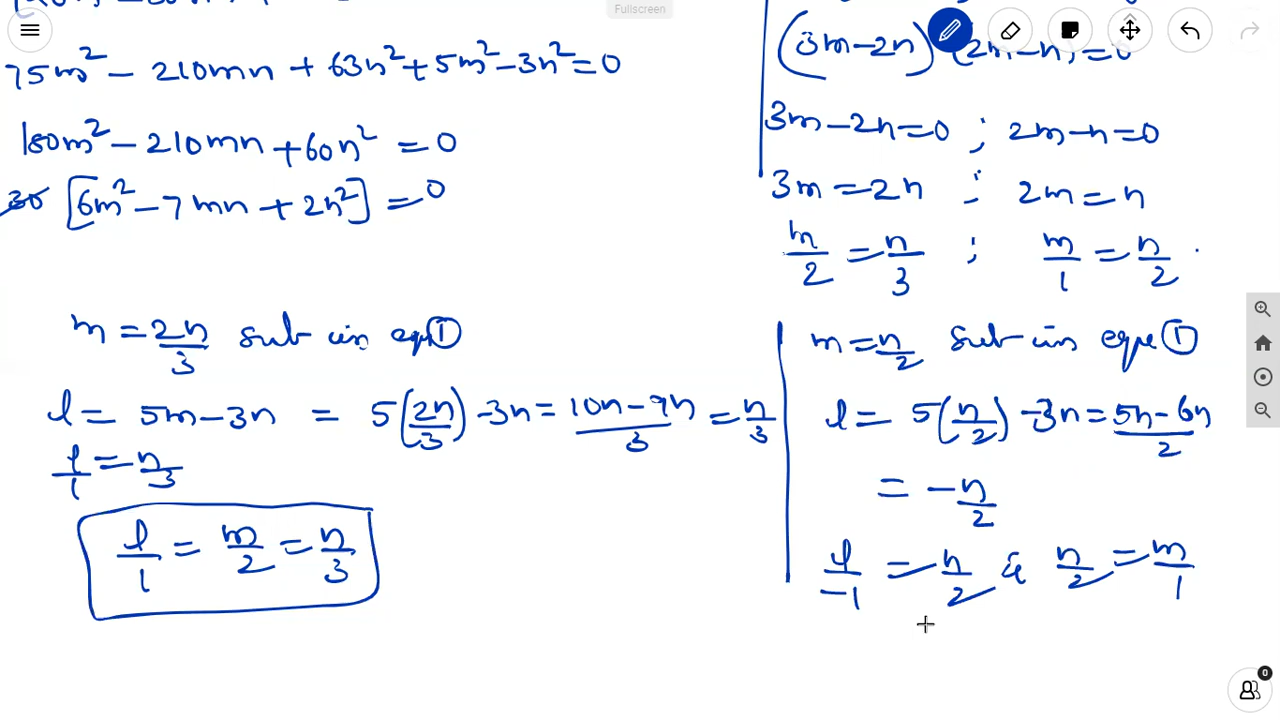 Fullscreen
75m² - 210mn + 63n² + 5m² - 3n² = 0
180m² - 210mn + 60n² = 0
30 [6m² - 7mn + 2n²] = 0
(3m-2n) (2m-n) = 0
3m - 2n = 0 ; 2m - n = 0
3m = 2n ; 2m = n
m/2 = n/3 ; m/1 = n/2
m = 2n/3 sub in eqn ①
l = 5m - 3n = 5(2n/3) - 3n = (10n - 9n)/3 = n/3
l/1 = n/3
l/1 = m/2 = n/3
m = n/2 sub in eqn ①
l = 5(n/2) - 3n = (5n - 6n)/2
= -n/2
l/-1 = n/2 & n/2 = m/1
0